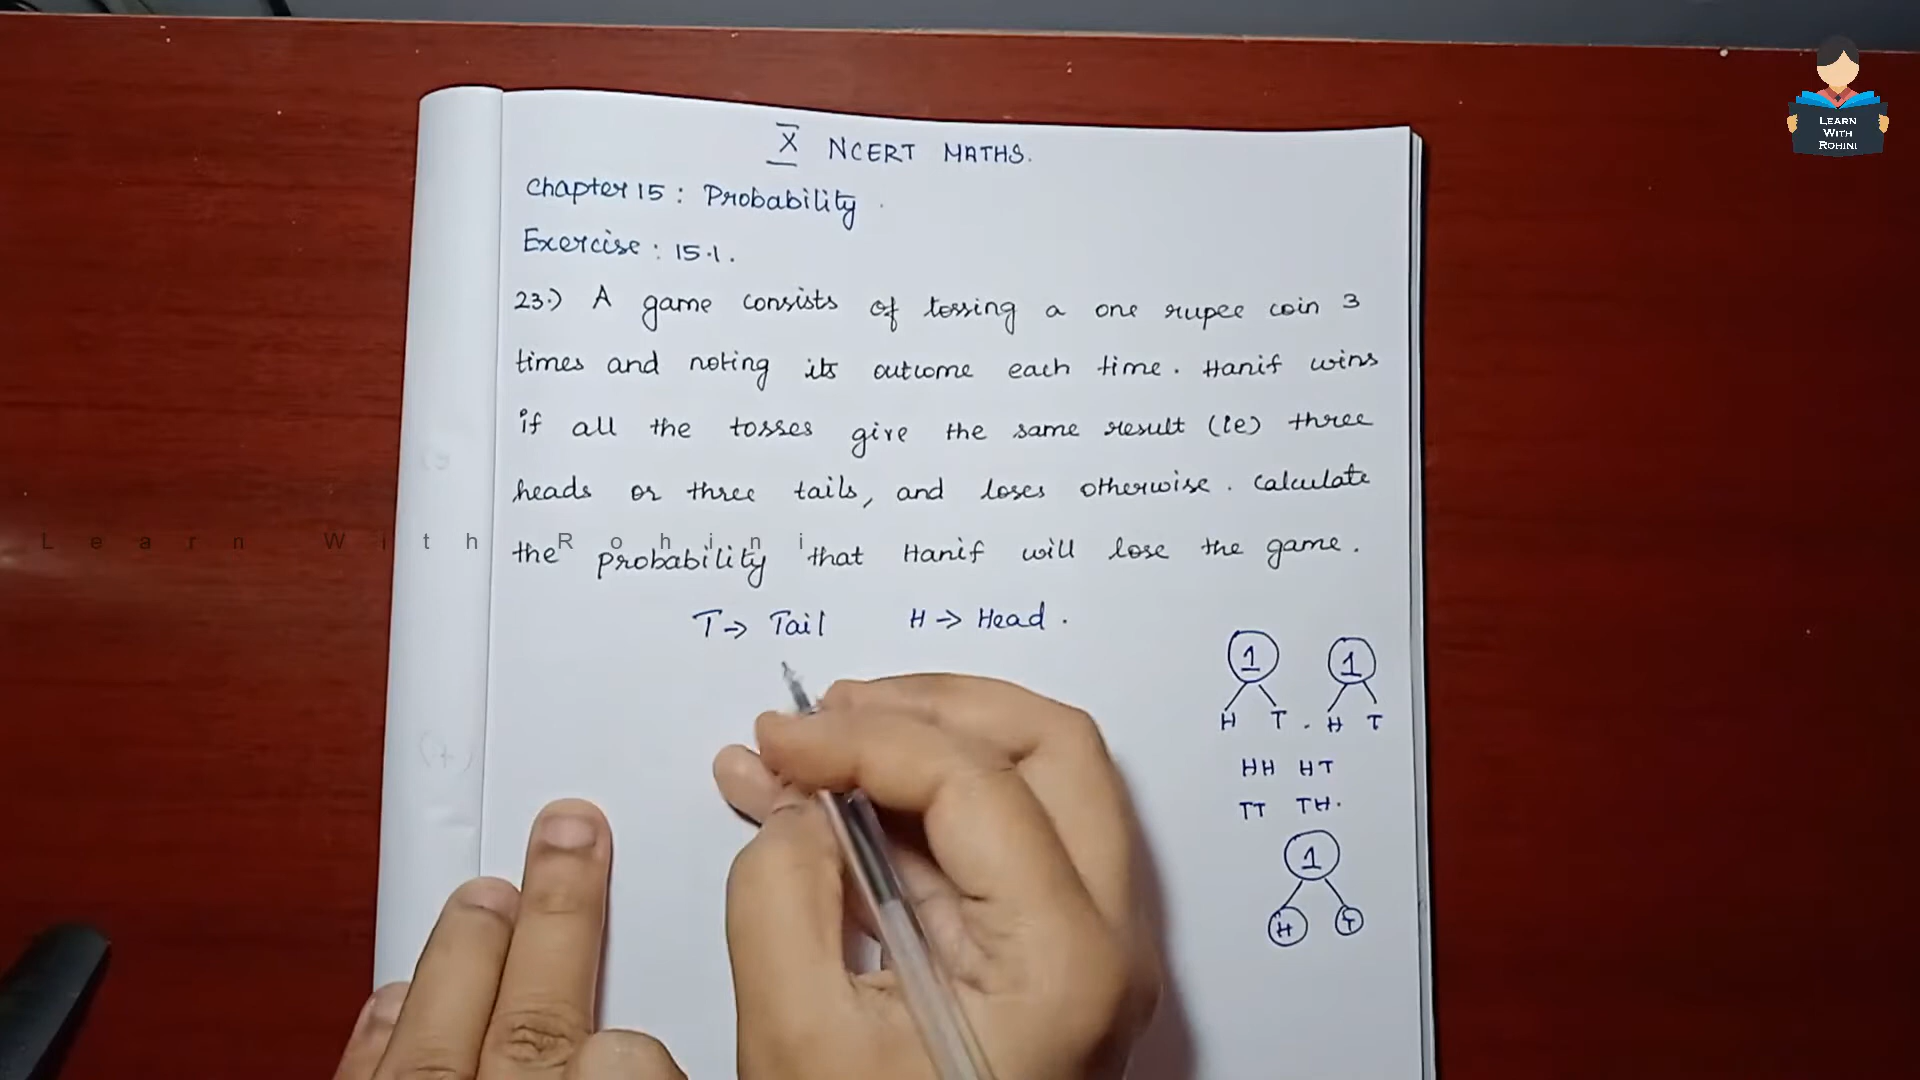 X NCERT MATHS.
Chapter 15 : Probability
Exercise : 15.1.
23.) A game consists of tossing a one rupee coin 3
times and noting its outcome each time. Hanif wins
if all the tosses give the same result (ie) three
heads or three tails, and loses otherwise. Calculate
the probability that Hanif will lose the game.
T → Tail H → Head.
1 1
H T . H T
HH HT
TT TH.
1
H T
LEARN
WITH
ROHINI
Learn With Rohini